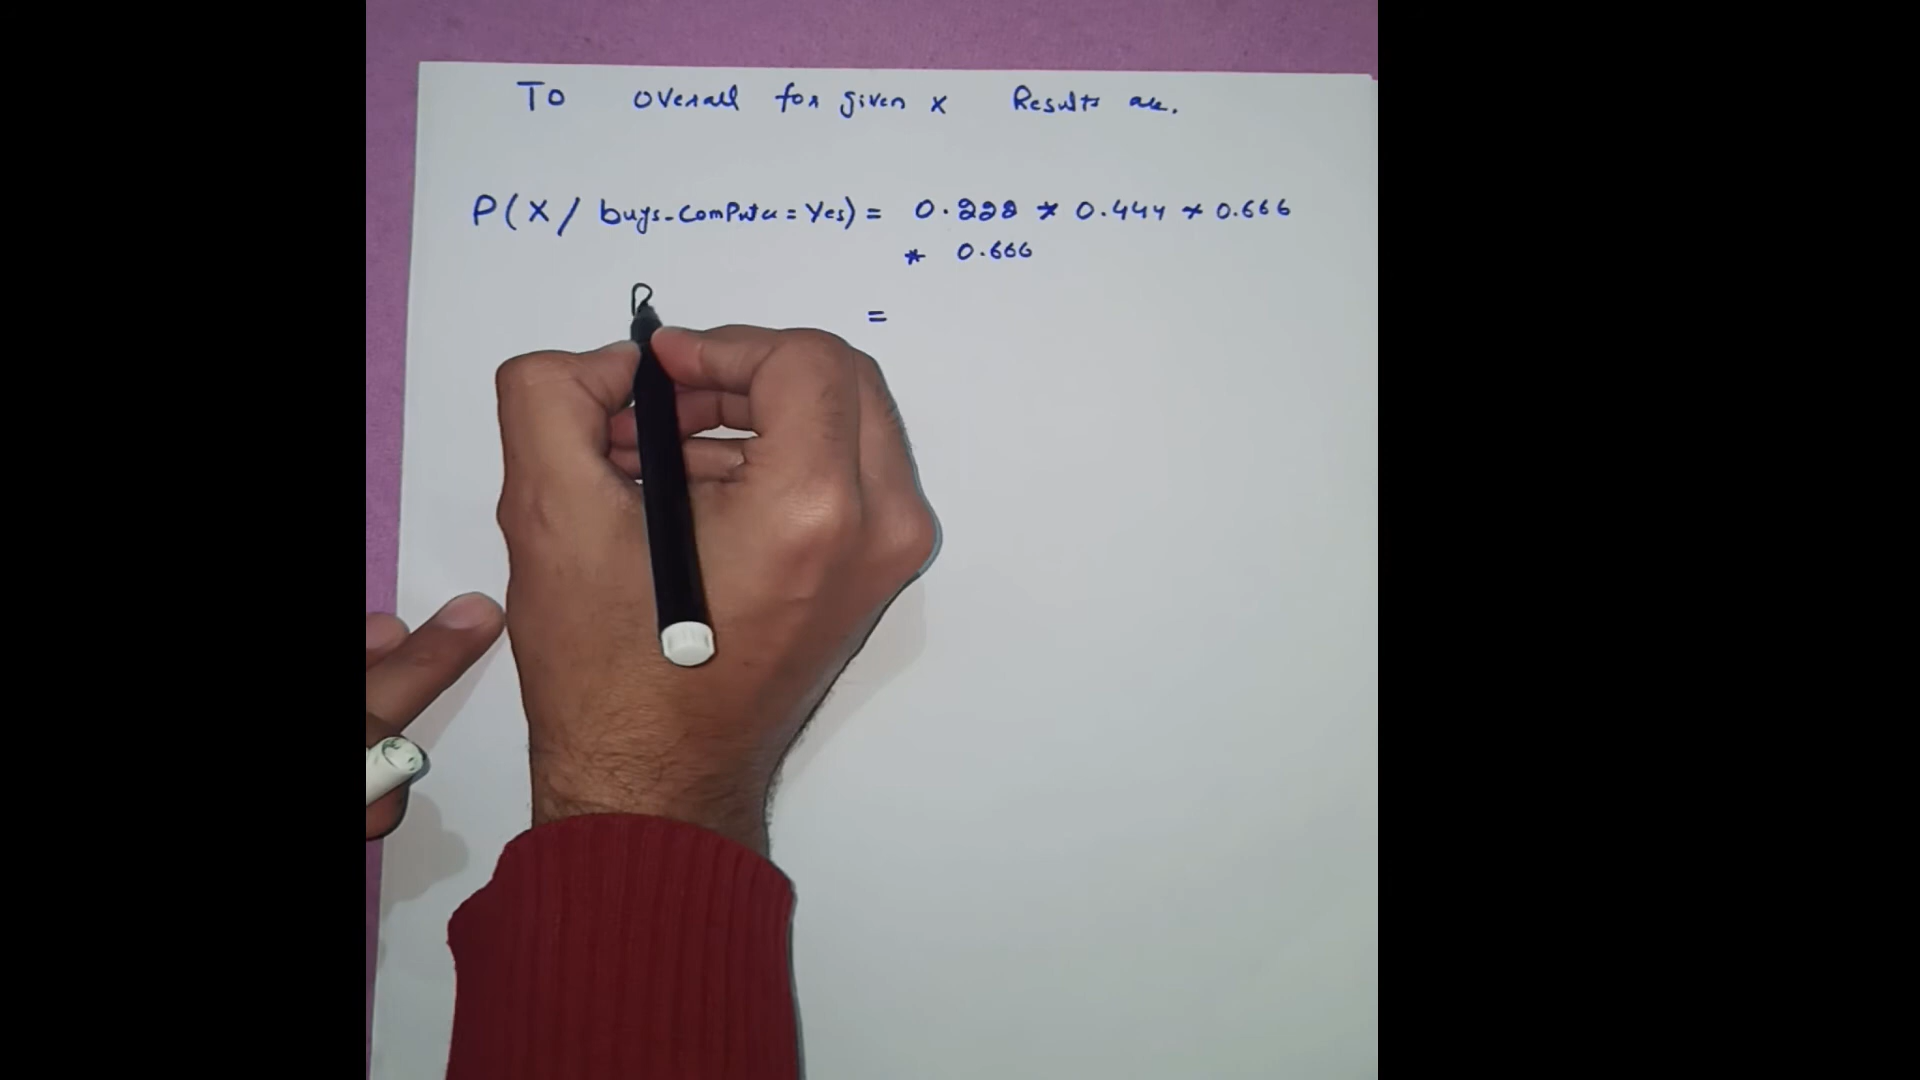 To overall for given x Results are.
P(X/ buys-computer = Yes) = 0.222 * 0.444 * 0.666
* 0.666
=
P